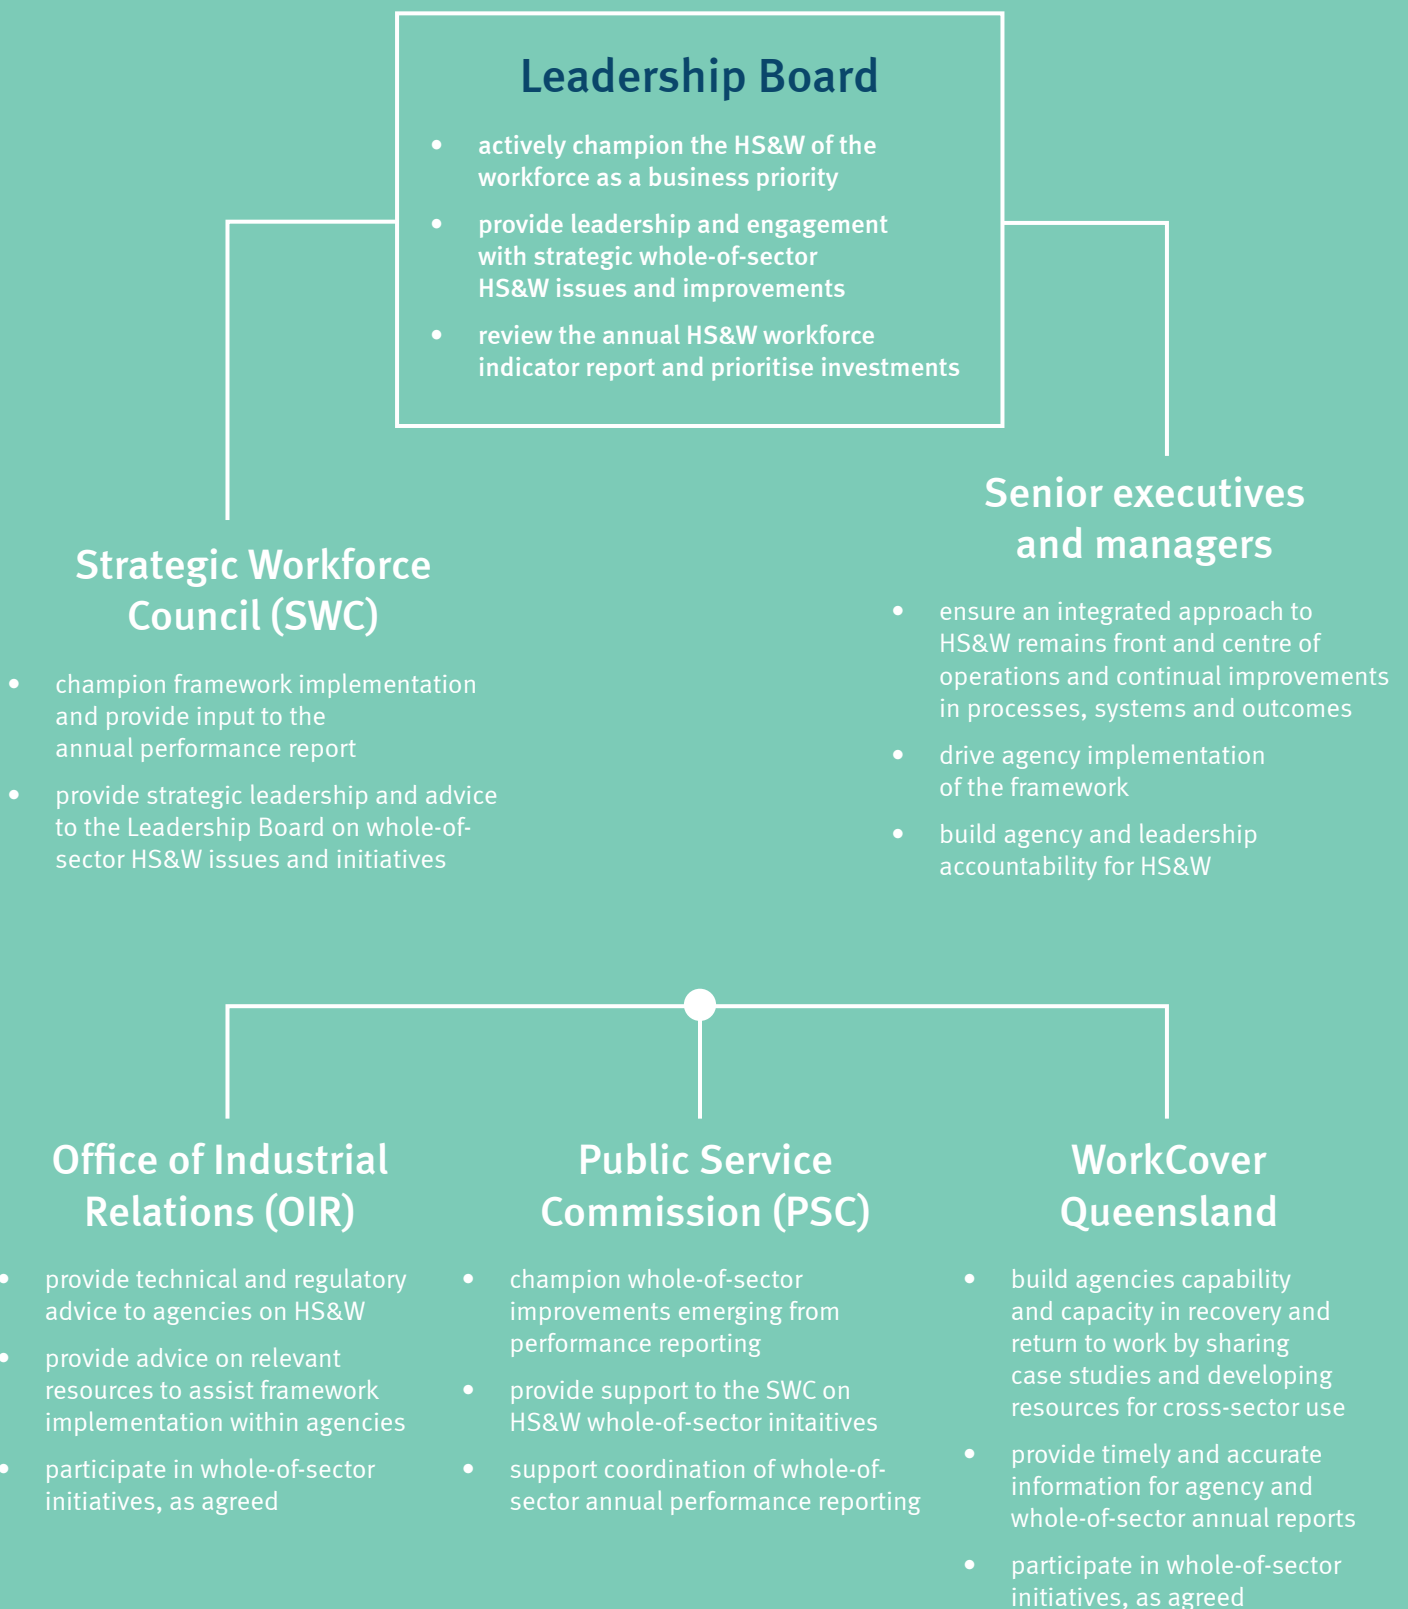 Leadership Board
• actively champion the HS&W of the
workforce as a business priority
• provide leadership and engagement
with strategic whole-of-sector
HS&W issues and improvements
• review the annual HS&W workforce
indicator report and prioritise investments
Strategic Workforce
Council (SWC)
• champion framework implementation
and provide input to the
annual performance report
• provide strategic leadership and advice
to the Leadership Board on whole-of-
sector HS&W issues and initiatives
Senior executives
and managers
• ensure an integrated approach to
HS&W remains front and centre of
operations and continual improvements
in processes, systems and outcomes
• drive agency implementation
of the framework
• build agency and leadership
accountability for HS&W
Office of Industrial
Relations (OIR)
• provide technical and regulatory
advice to agencies on HS&W
• provide advice on relevant
resources to assist framework
implementation within agencies
• participate in whole-of-sector
initiatives, as agreed
Public Service
Commission (PSC)
• champion whole-of-sector
improvements emerging from
performance reporting
• provide support to the SWC on
HS&W whole-of-sector initaitives
• support coordination of whole-of-
sector annual performance reporting
WorkCover
Queensland
• build agencies capability
and capacity in recovery and
return to work by sharing
case studies and developing
resources for cross-sector use
• provide timely and accurate
information for agency and
whole-of-sector annual reports
• participate in whole-of-sector
initiatives, as agreed